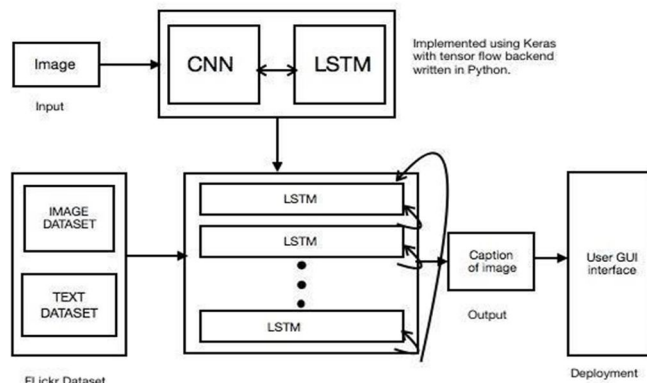 Image
Input
CNN
LSTM
Implemented using Keras
with tensor flow backend
written in Python.
IMAGE
DATASET
TEXT
DATASET
FLickr Dataset
LSTM
LSTM
LSTM
Caption
of image
Output
User GUI
interface
Deployment